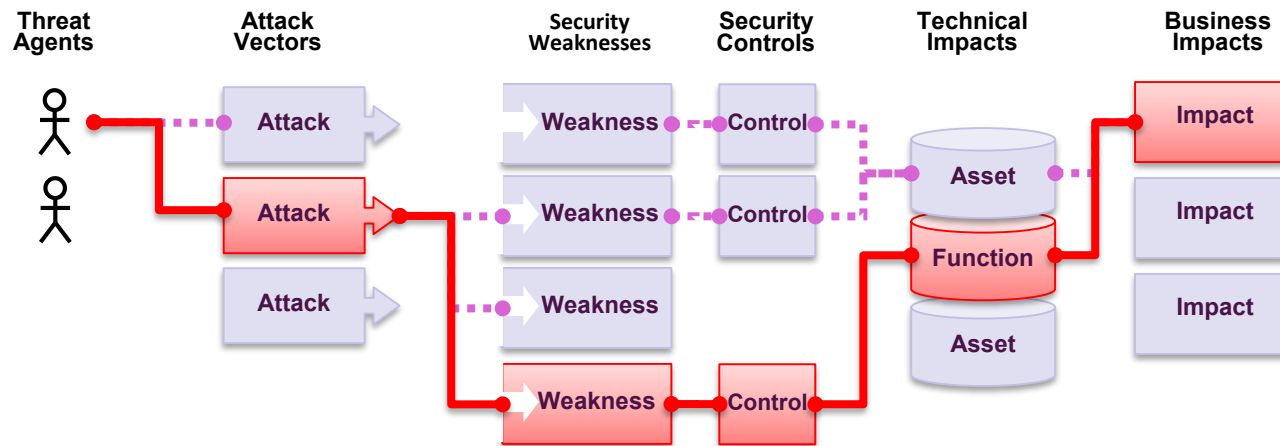 Threat
Agents
Attack
Vectors
Security
Weaknesses
Security
Controls
Technical
Impacts
Business
Impacts
Attack
Weakness
Control
Impact
Asset
Attack
Weakness
Control
Impact
Function
Attack
Weakness
Impact
Asset
Weakness
Control